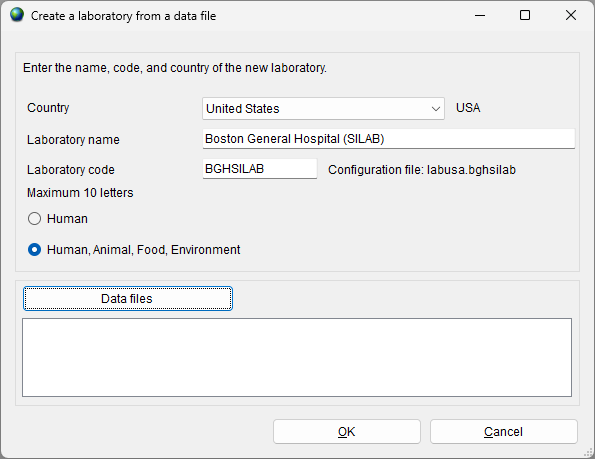 Create a laboratory from a data file
Enter the name, code, and country of the new laboratory.
Country United States USA
Laboratory name Boston General Hospital (SILAB)
Laboratory code BGHSILAB Configuration file: labusa.bghsilab
Maximum 10 letters
Human
Human, Animal, Food, Environment
Data files
OK Cancel